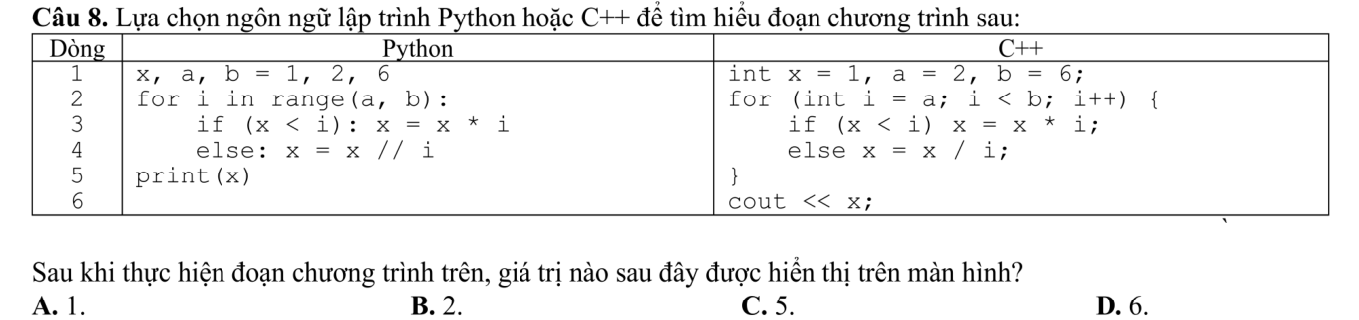 Câu 8. Lựa chọn ngôn ngữ lập trình Python hoặc C++ để tìm hiểu đoạn chương trình sau:
Dòng Python C++
1 x, a, b = 1, 2, 6 int x = 1, a = 2, b = 6;
2 for i in range(a, b): for (int i = a; i < b; i++) {
3 if (x < i): x = x * i if (x < i) x = x * i;
4 else: x = x // i else x = x / i;
5 print(x) }
6 cout << x;
Sau khi thực hiện đoạn chương trình trên, giá trị nào sau đây được hiển thị trên màn hình?
A. 1. B. 2. C. 5. D. 6.